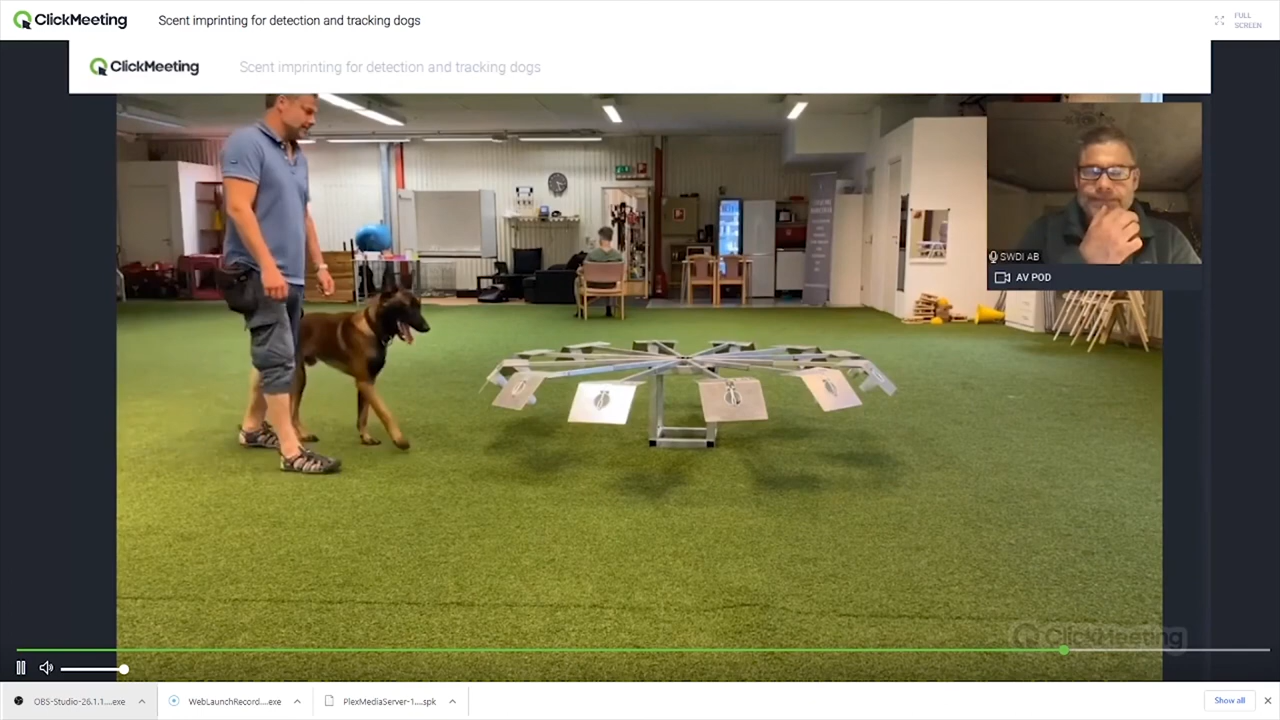 ClickMeeting
Scent imprinting for detection and tracking dogs
FULL
SCREEN
ClickMeeting
Scent imprinting for detection and tracking dogs
SWDI AB
AV POD
ClickMeeting
OBS-Studio-26.1.1....exe
WebLaunchRecord....exe
PlexMediaServer-1....spk
Show all